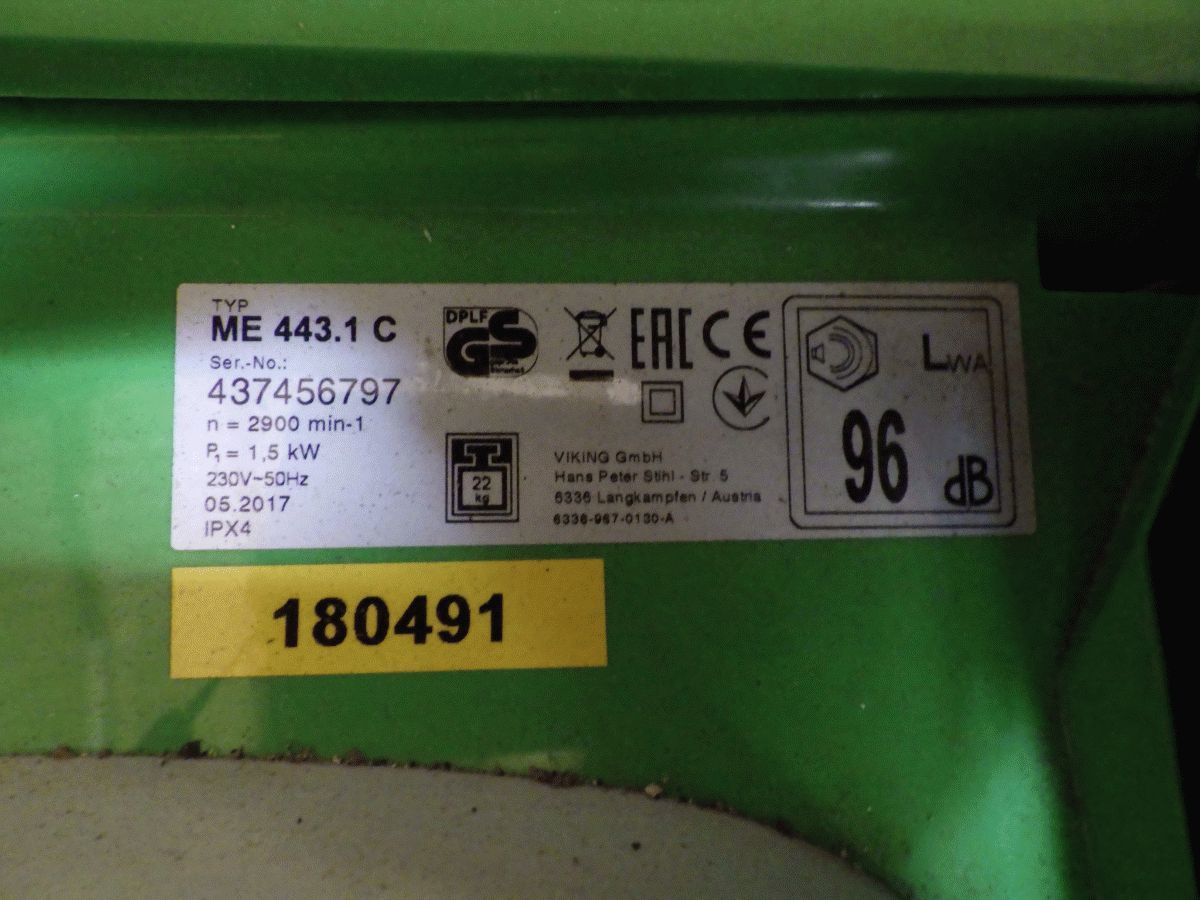 TYP
ME 443.1 C
Ser.-No.:
437456797
n = 2900 min-1
P1 = 1,5 kW
230V~50Hz
05.2017
IPX4
DPLF
GS
EAC CE
22
kg
VIKING GmbH
Hans Peter Stihl - Str. 5
6336 Langkampfen / Austria
6336-967-0130-A
LWA
96 dB
180491